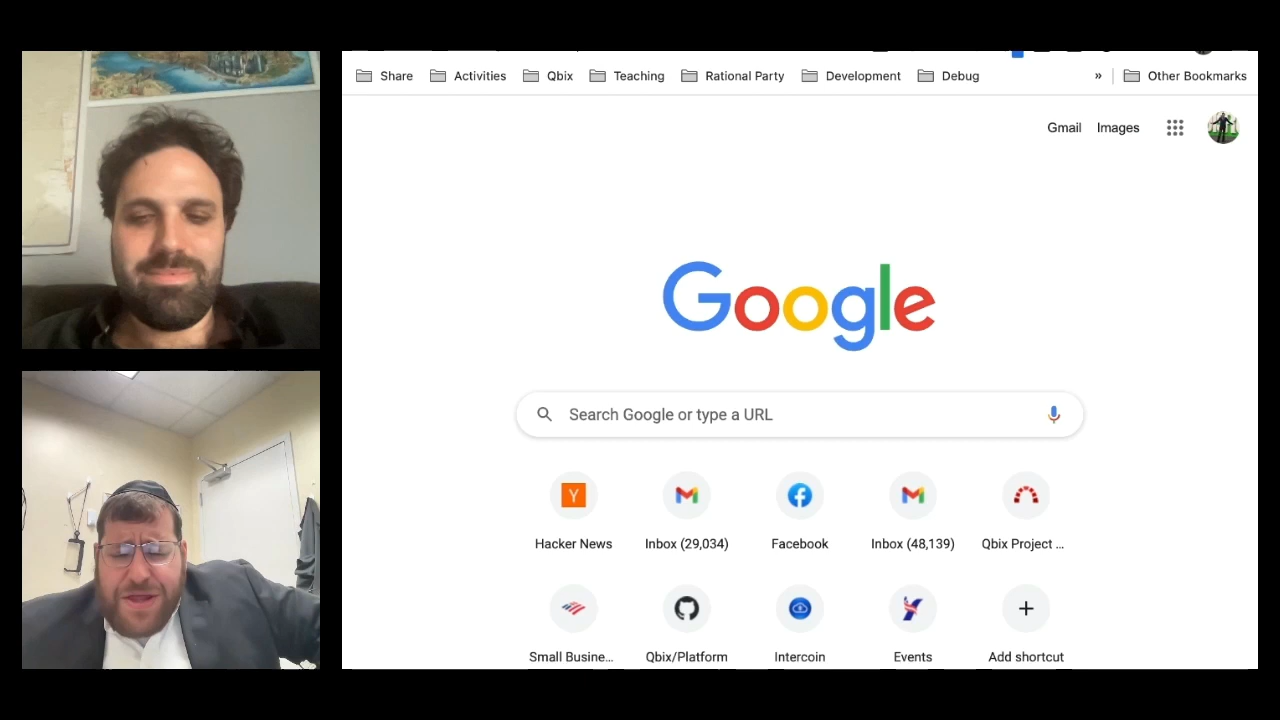 Share Activities Qbix Teaching Rational Party Development Debug » Other Bookmarks
Gmail Images
Google
Search Google or type a URL
Y
Hacker News Inbox (29,034) Facebook Inbox (48,139) Qbix Project ...
Small Busine... Qbix/Platform Intercoin Events Add shortcut